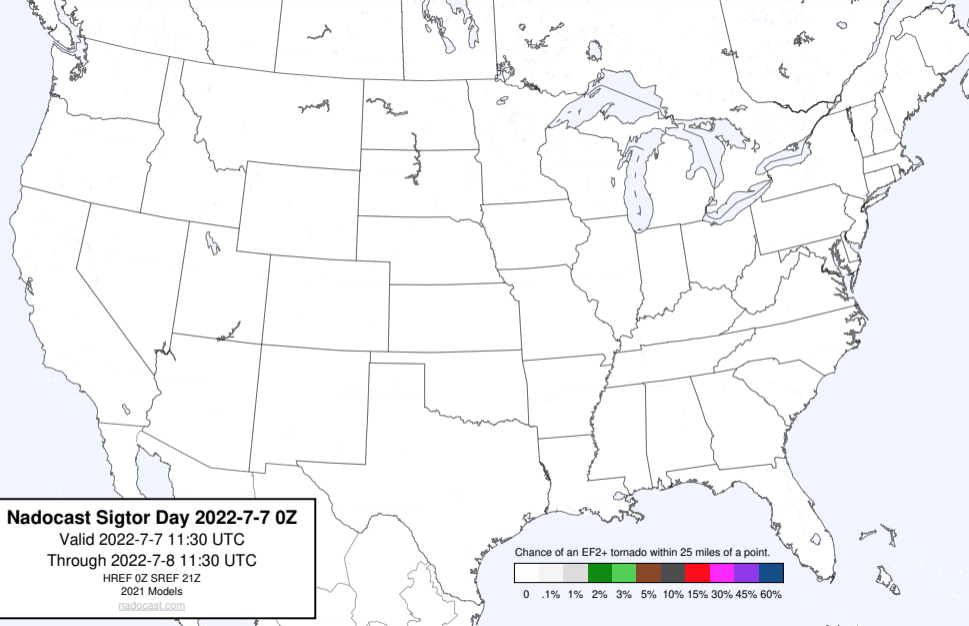 Nadocast Sigtor Day 2022-7-7 0Z
Valid 2022-7-7 11:30 UTC
Through 2022-7-8 11:30 UTC
HREF 0Z SREF 21Z
2021 Models
nadocast.com
Chance of an EF2+ tornado within 25 miles of a point.
0 .1% 1% 2% 3% 5% 10% 15% 30% 45% 60%